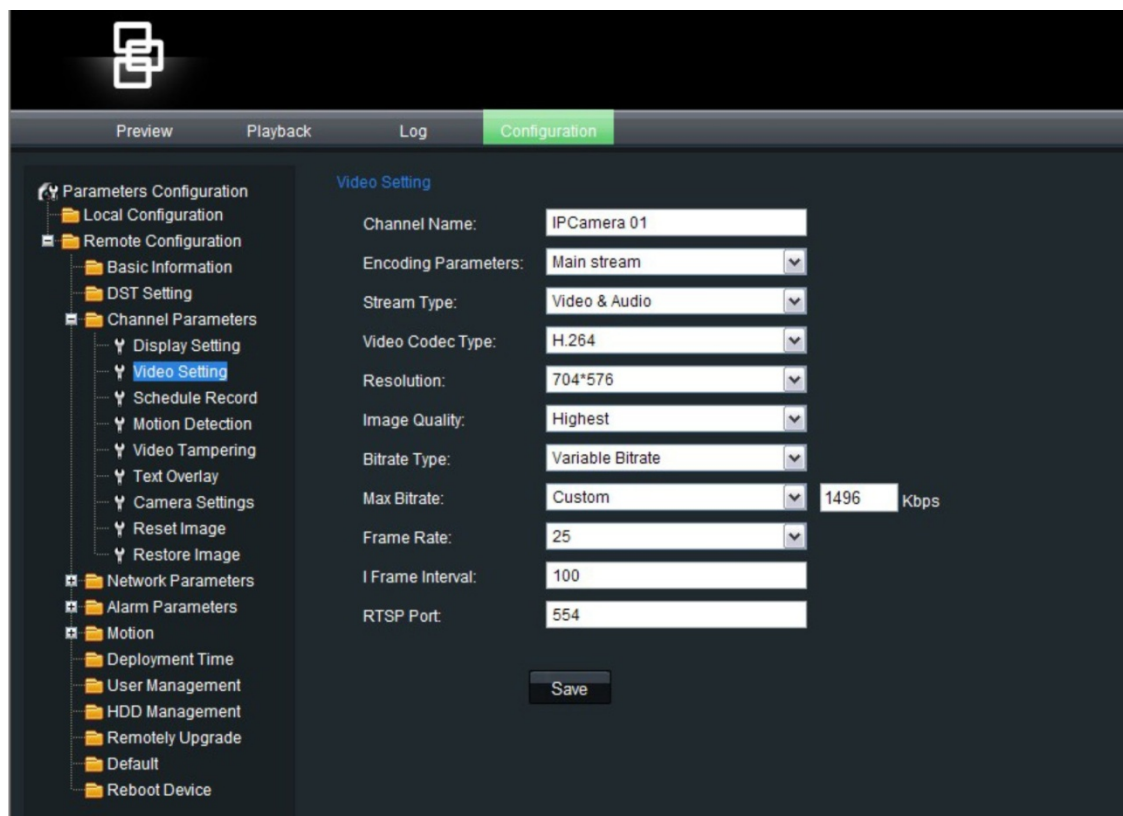 Preview Playback Log Configuration
Parameters Configuration
Local Configuration
Remote Configuration
Basic Information
DST Setting
Channel Parameters
Display Setting
Video Setting
Schedule Record
Motion Detection
Video Tampering
Text Overlay
Camera Settings
Reset Image
Restore Image
Network Parameters
Alarm Parameters
Motion
Deployment Time
User Management
HDD Management
Remotely Upgrade
Default
Reboot Device
Video Setting
Channel Name: IPCamera 01
Encoding Parameters: Main stream
Stream Type: Video & Audio
Video Codec Type: H.264
Resolution: 704*576
Image Quality: Highest
Bitrate Type: Variable Bitrate
Max Bitrate: Custom 1496 Kbps
Frame Rate: 25
I Frame Interval: 100
RTSP Port: 554
Save